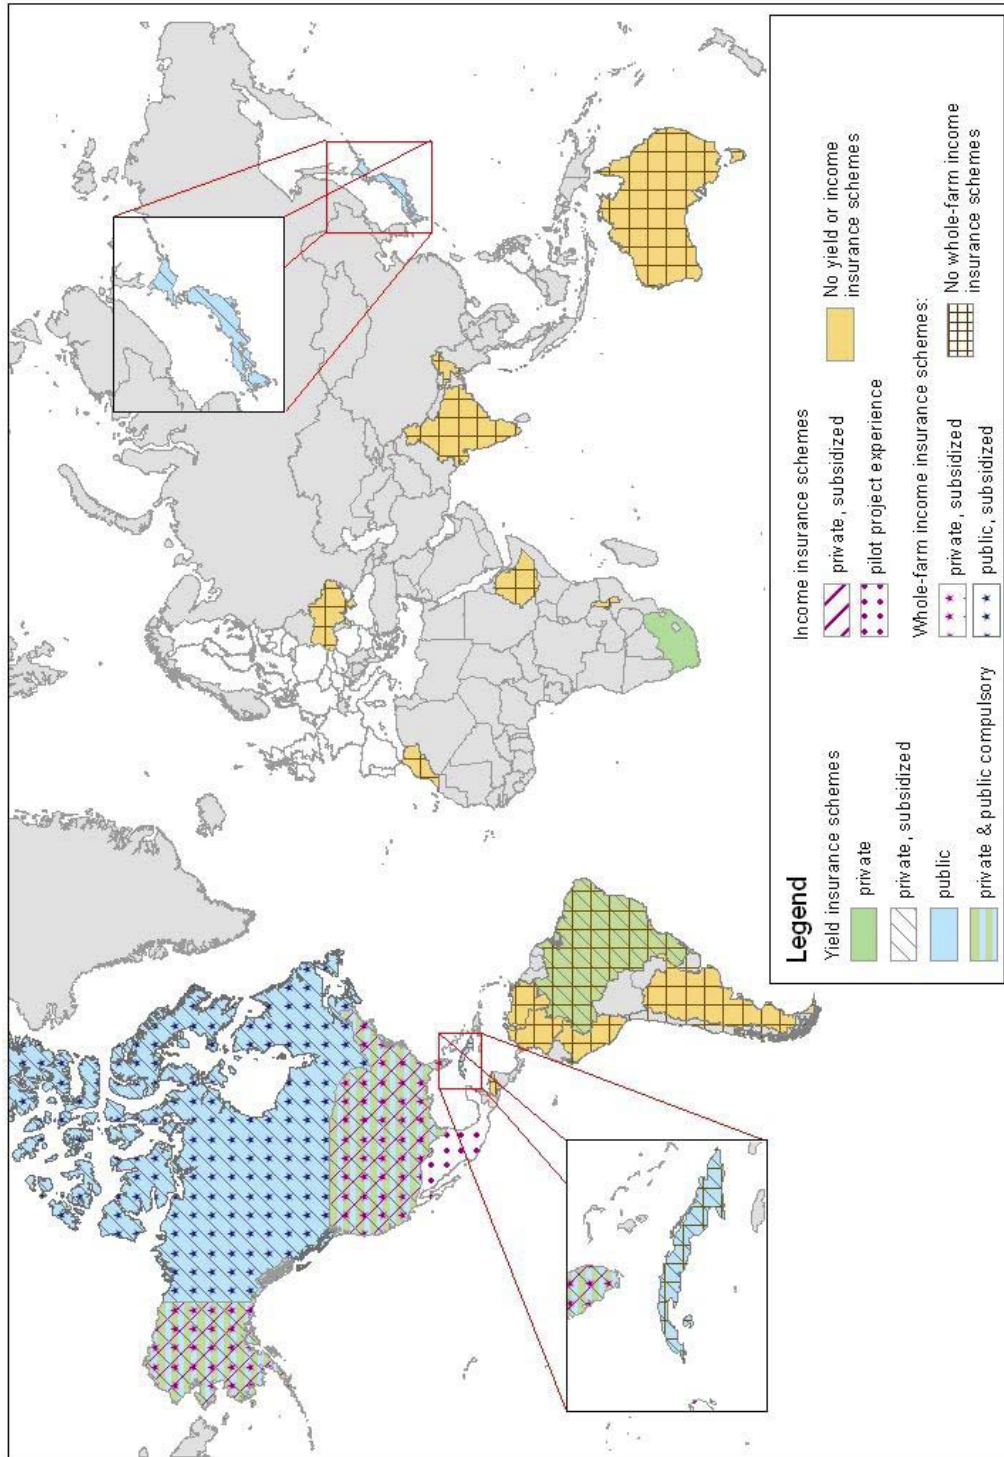 Legend
Yield insurance schemes
private
private, subsidized
public
private & public compulsory
Income insurance schemes
private, subsidized
pilot project experience
Whole-farm income insurance schemes:
private, subsidized
public, subsidized
No yield or income
insurance schemes
No whole-farm income
insurance schemes